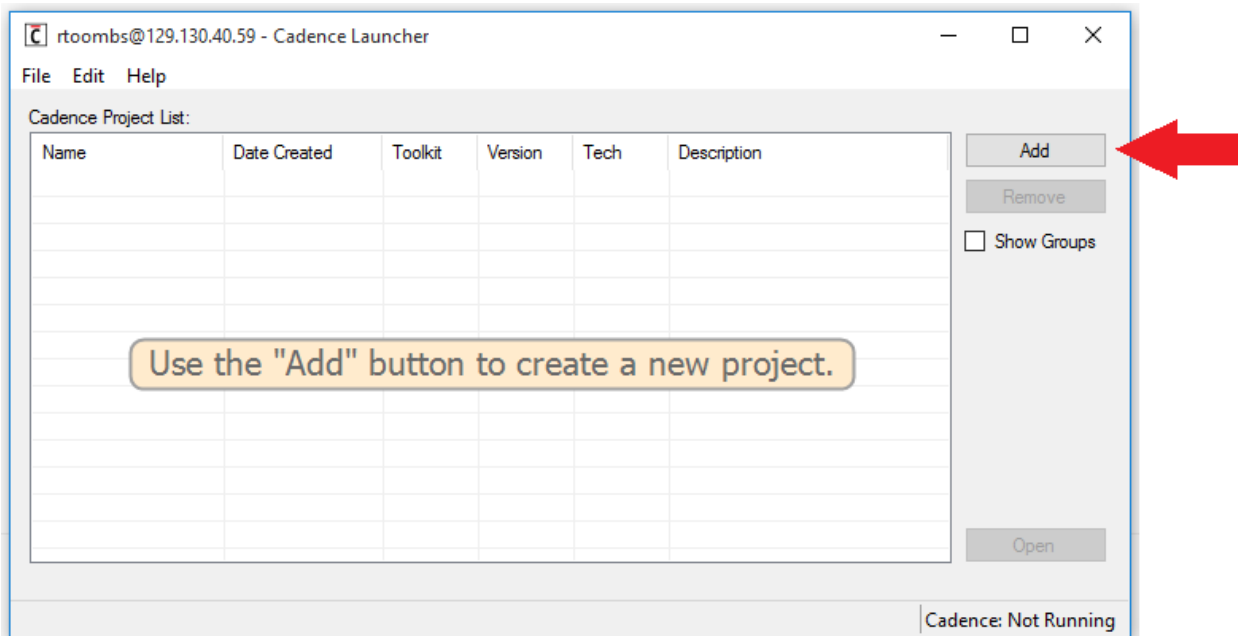 rtoombs@129.130.40.59 - Cadence Launcher
File Edit Help
Cadence Project List:
Name Date Created Toolkit Version Tech Description
Add
Remove
Show Groups
Use the "Add" button to create a new project.
Open
Cadence: Not Running